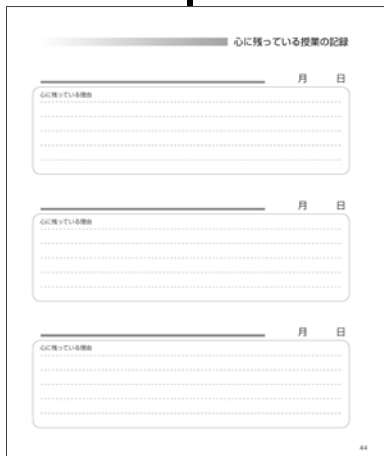 心に残っている授業の記録
月 日
心に残っている理由
月 日
心に残っている理由
月 日
心に残っている理由
44